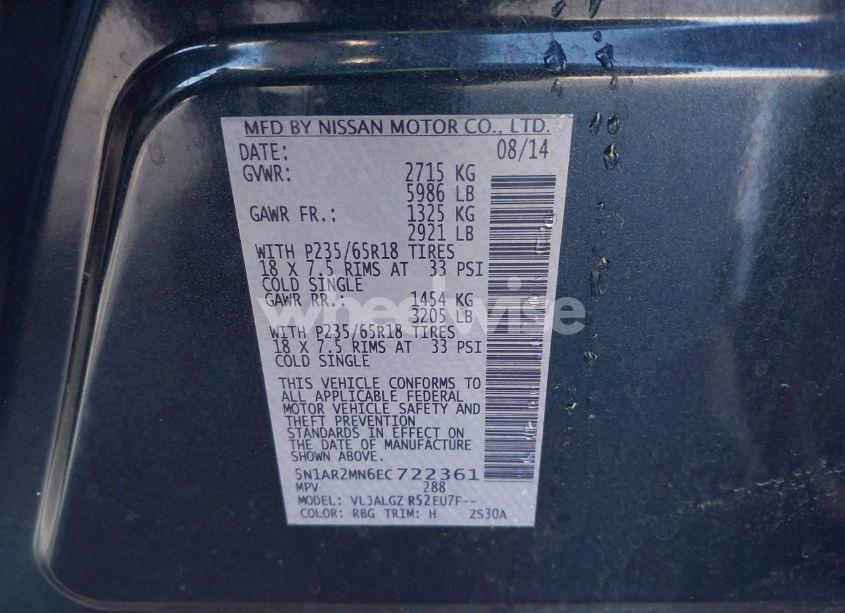 MFD BY NISSAN MOTOR CO., LTD.
DATE: 08/14
GVWR: 2715 KG
5986 LB
GAWR FR.: 1325 KG
2921 LB
WITH P235/65R18 TIRES
18 X 7.5 RIMS AT 33 PSI
COLD SINGLE
GAWR RR.: 1454 KG
3205 LB
WITH P235/65R18 TIRES
18 X 7.5 RIMS AT 33 PSI
COLD SINGLE
THIS VEHICLE CONFORMS TO
ALL APPLICABLE FEDERAL
MOTOR VEHICLE SAFETY AND
THEFT PREVENTION
STANDARDS IN EFFECT ON
THE DATE OF MANUFACTURE
SHOWN ABOVE
5N1AR2MN6EC722361
MPV 288
MODEL: VLJALGZ R52EU7F--
COLOR: RBG TRIM: H ZS30A
wheelwise